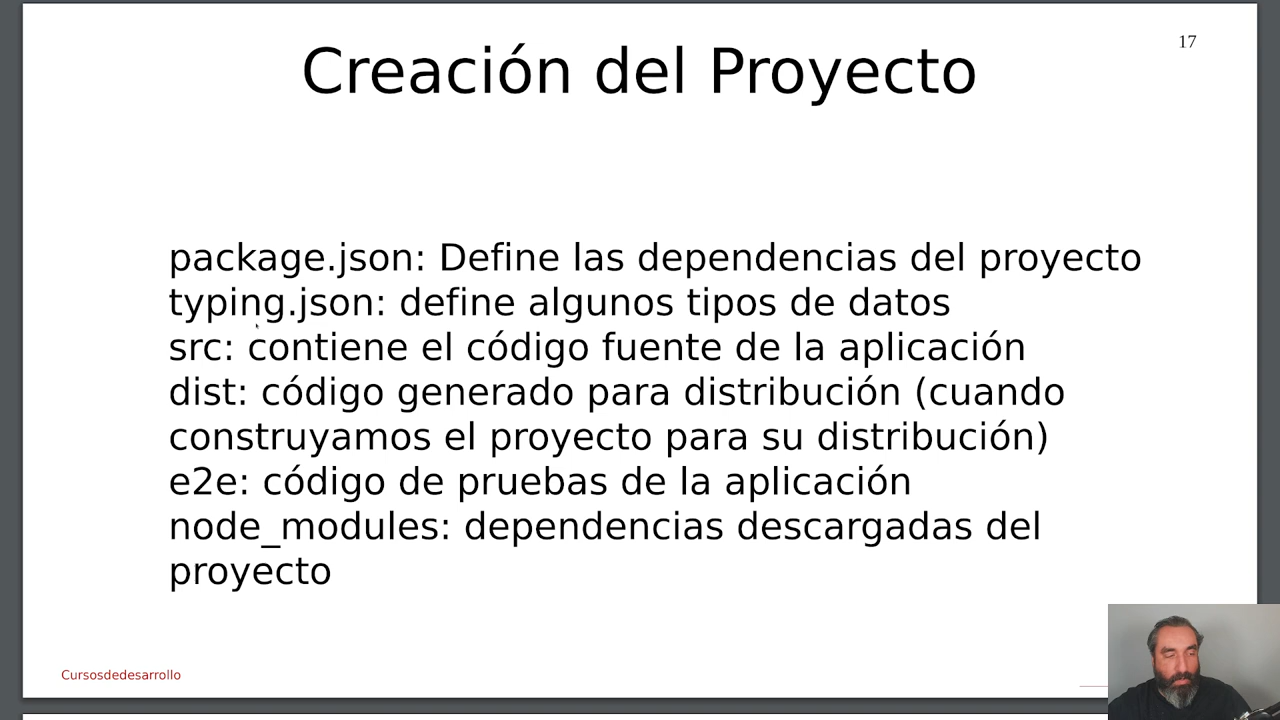 17
Creación del Proyecto
package.json: Define las dependencias del proyecto
typing.json: define algunos tipos de datos
src: contiene el código fuente de la aplicación
dist: código generado para distribución (cuando
construyamos el proyecto para su distribución)
e2e: código de pruebas de la aplicación
node_modules: dependencias descargadas del
proyecto
Cursosdedesarrollo